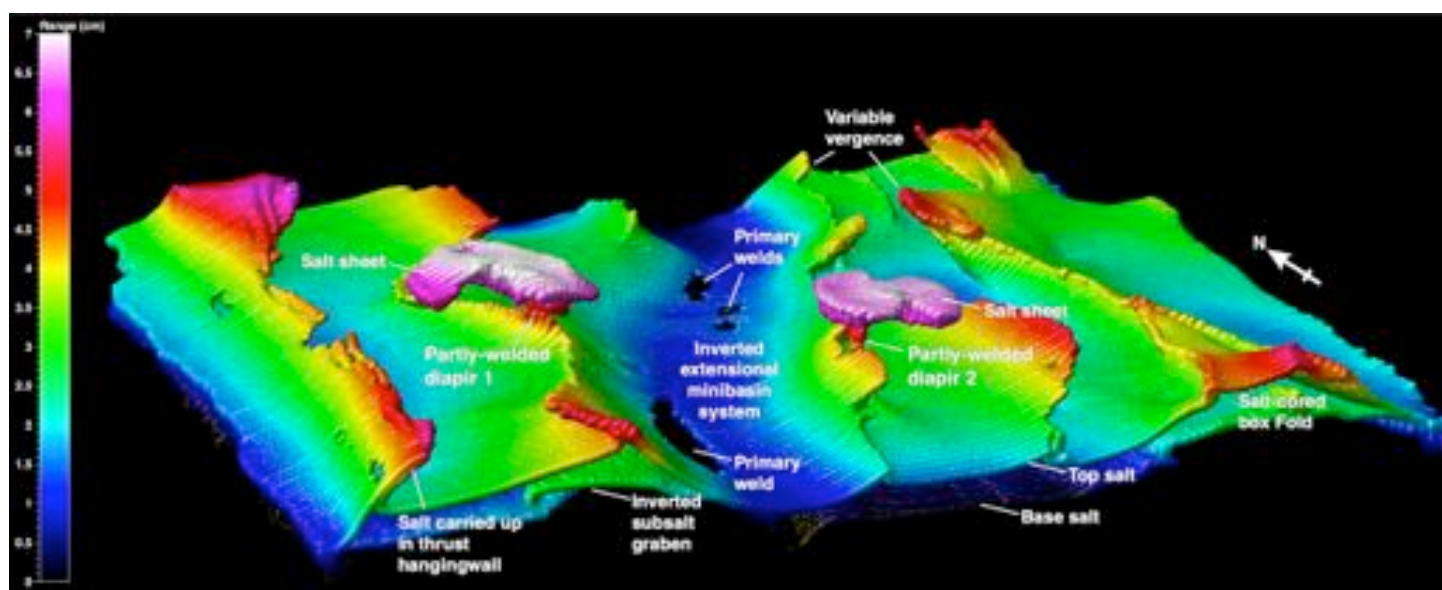 Range (cm)
7
6.5
6
5.5
5
4.5
4
3.5
3
2.5
2
1.5
1
0.5
0
Variable
vergence
N
Primary
welds
Salt sheet
Salt sheet
Partly-welded
diapir 1
Inverted
extensional
minibasin
system
Partly-welded
diapir 2
Salt-cored
box Fold
Primary
weld
Top salt
Inverted
subsalt
graben
Base salt
Salt carried up
in thrust
hangingwall